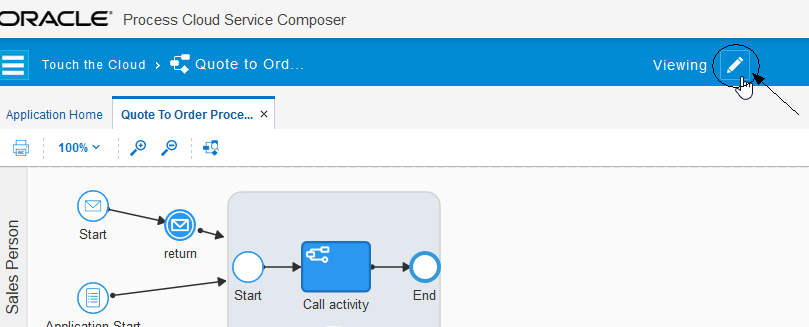 ORACLE® Process Cloud Service Composer
Touch the Cloud > Quote to Ord... Viewing
Application Home Quote To Order Proce... ×
100%
Sales Person
Start
return
Start
Call activity
End
Application Start